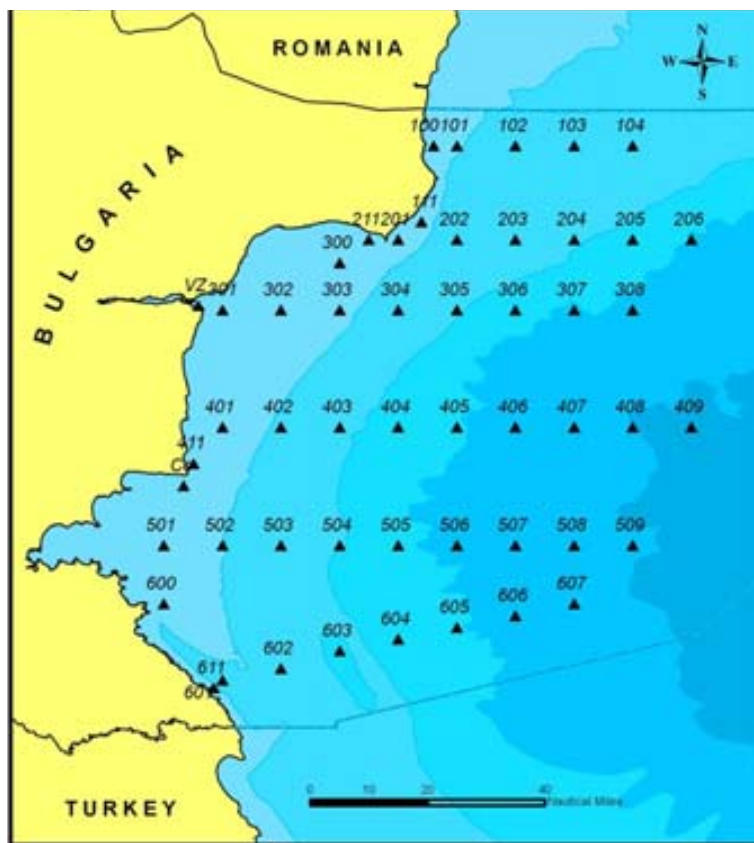 ROMANIA
N
W E
S
100 101 102 103 104
BULGARIA
111
211 201 202 203 204 205 206
300
VZ 301 302 303 304 305 306 307 308
401 402 403 404 405 406 407 408 409
411
501 502 503 504 505 506 507 508 509
600
607
606
605
604
603
602
611
601
0 10 20 40
Nautical Miles
TURKEY